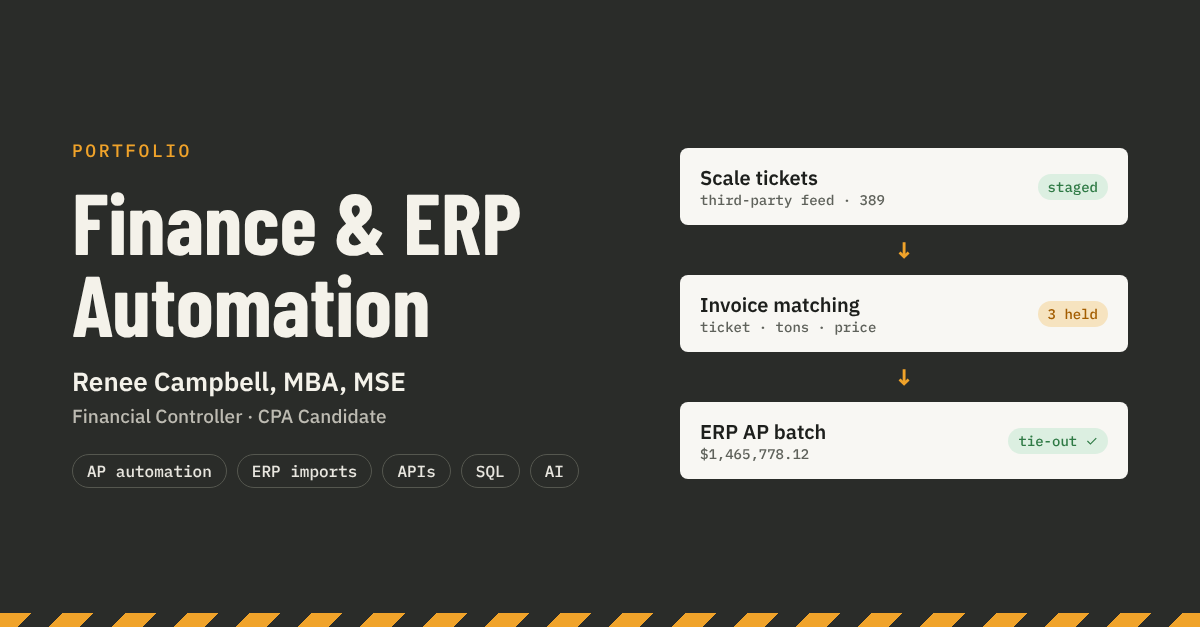 PORTFOLIO
Finance & ERP
Automation
Renee Campbell, MBA, MSE
Financial Controller · CPA Candidate
AP automation
ERP imports
APIs
SQL
AI
Scale tickets
third-party feed · 389
staged
↓
Invoice matching
ticket · tons · price
3 held
↓
ERP AP batch
$1,465,778.12
tie-out ✓